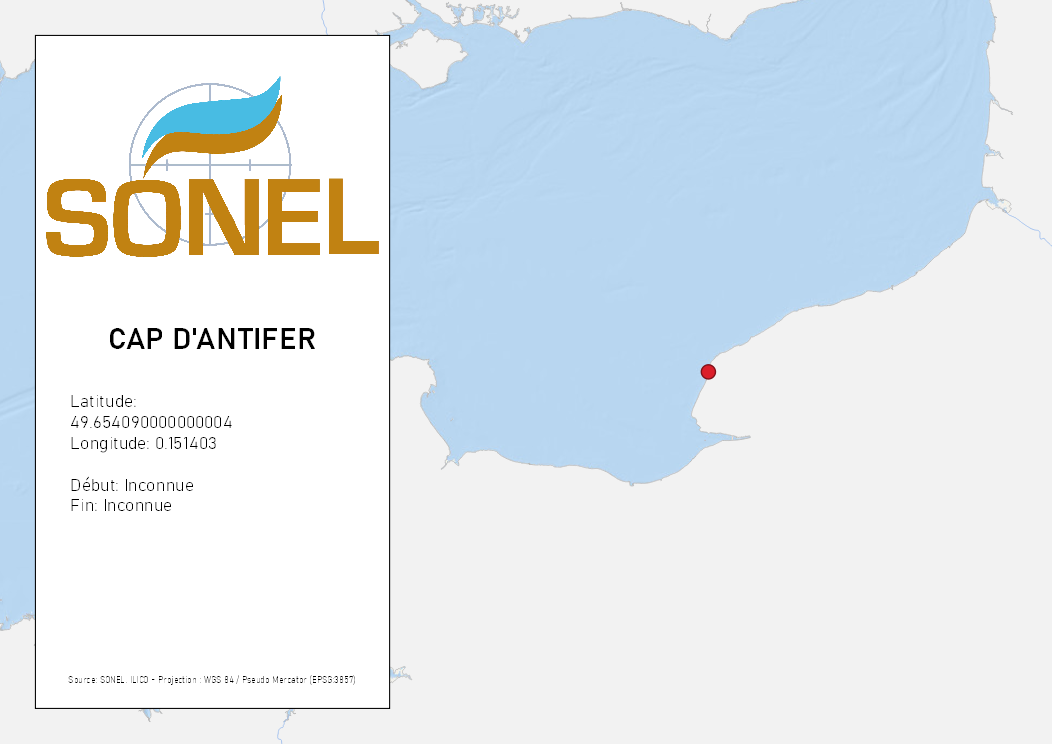 SONEL
CAP D'ANTIFER
Latitude:
49.654090000000004
Longitude: 0.151403
Début: Inconnue
Fin: Inconnue
Source: SONEL, ILICO - Projection : WGS 84 / Pseudo Mercator (EPSG:3857)